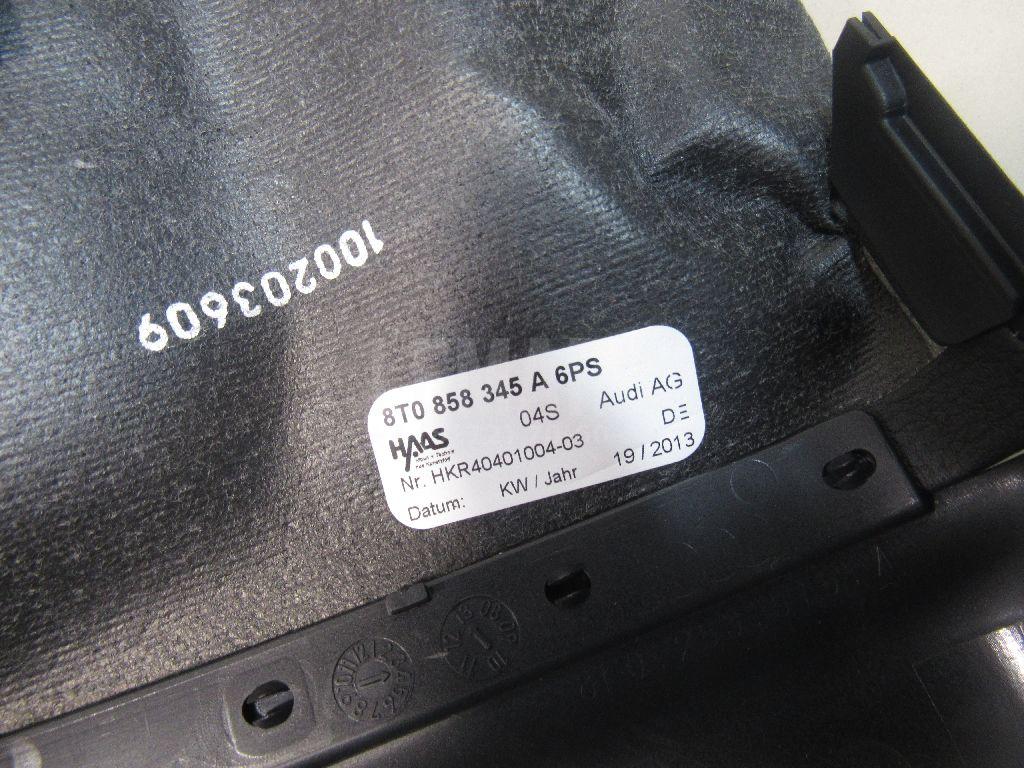 100203609
8T0 858 345 A 6PS
04S Audi AG
HAAS DE
Nr. HKR40401004-03
Datum: KW / Jahr 19 / 2013